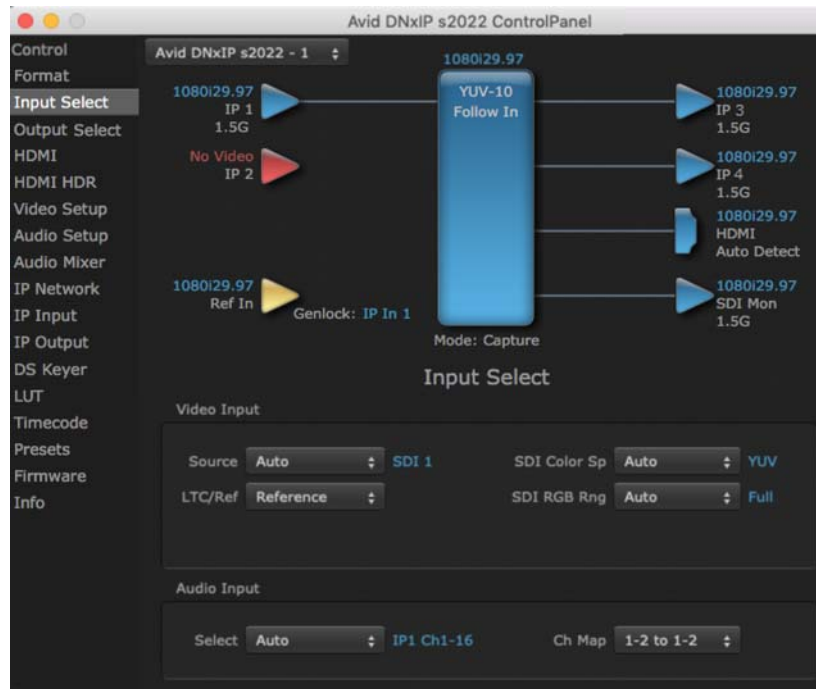 Avid DNxIP s2022 ControlPanel
Control
Format
Input Select
Output Select
HDMI
HDMI HDR
Video Setup
Audio Setup
Audio Mixer
IP Network
IP Input
IP Output
DS Keyer
LUT
Timecode
Presets
Firmware
Info
Avid DNxIP s2022 - 1
1080i29.97
1080i29.97
IP 1
1.5G
No Video
IP 2
1080i29.97
Ref In
Genlock: IP In 1
YUV-10
Follow In
Mode: Capture
1080i29.97
IP 3
1.5G
1080i29.97
IP 4
1.5G
1080i29.97
HDMI
Auto Detect
1080i29.97
SDI Mon
1.5G
Input Select
Video Input
Source Auto SDI 1 SDI Color Sp Auto YUV
LTC/Ref Reference SDI RGB Rng Auto Full
Audio Input
Select Auto IP1 Ch1-16 Ch Map 1-2 to 1-2